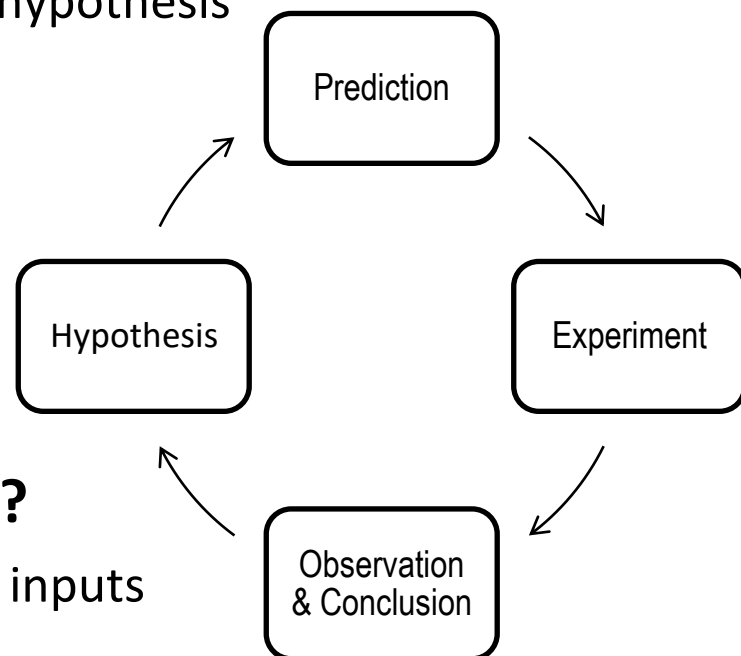 hypothesis
Prediction
Hypothesis
Experiment
?
inputs
Observation
& Conclusion